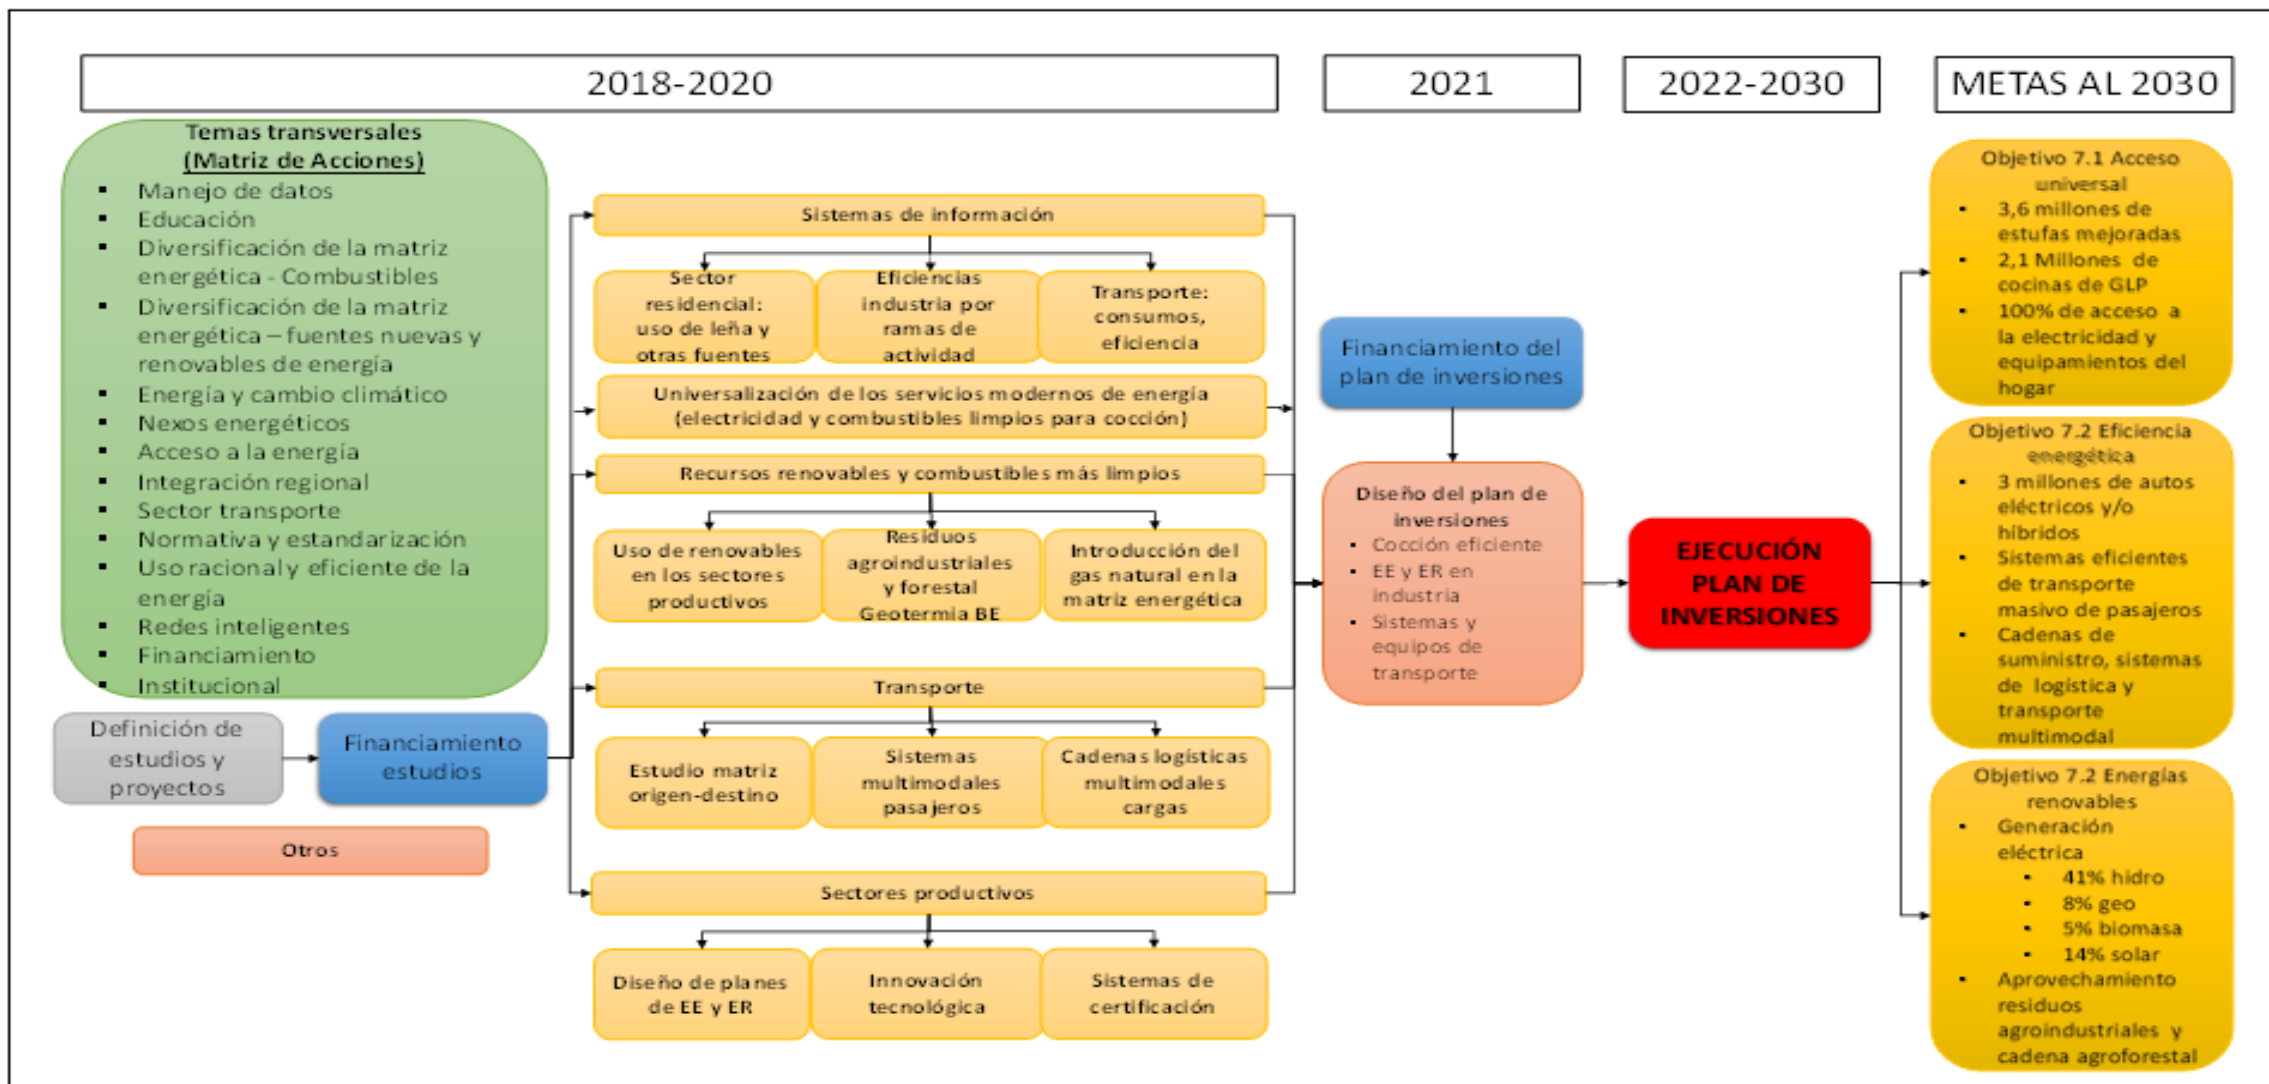 2018-2020
2021
2022-2030
METAS AL 2030
Temas transversales
(Matriz de Acciones)
▪ Manejo de datos
▪ Educación
▪ Diversificación de la matriz
energética - Combustibles
▪ Diversificación de la matriz
energética – fuentes nuevas y
renovables de energía
▪ Energía y cambio climático
▪ Nexos energéticos
▪ Acceso a la energía
▪ Integración regional
▪ Sector transporte
▪ Normativa y estandarización
▪ Uso racional y eficiente de la
energía
▪ Redes inteligentes
▪ Financiamiento
▪ Institucional
Definición de
estudios y
proyectos
Financiamiento
estudios
Otros
Sistemas de información
Sector
residencial:
uso de leña y
otras fuentes
Eficiencias
industria por
ramas de
actividad
Transporte:
consumos,
eficiencia
Universalización de los servicios modernos de energía
(electricidad y combustibles limpios para cocción)
Recursos renovables y combustibles más limpios
Uso de renovables
en los sectores
productivos
Residuos
agroindustriales
y forestal
Geotermia BE
Introducción del
gas natural en la
matriz energética
Transporte
Estudio matriz
origen-destino
Sistemas
multimodales
pasajeros
Cadenas logísticas
multimodales
cargas
Sectores productivos
Diseño de planes
de EE y ER
Innovación
tecnológica
Sistemas de
certificación
Financiamiento del
plan de inversiones
Diseño del plan de
inversiones
▪ Cocción eficiente
▪ EE y ER en
industria
▪ Sistemas y
equipos de
transporte
EJECUCIÓN
PLAN DE
INVERSIONES
Objetivo 7.1 Acceso
universal
▪ 3,6 millones de
estufas mejoradas
▪ 2,1 Millones de
cocinas de GLP
▪ 100% de acceso a
la electricidad y
equipamientos del
hogar
Objetivo 7.2 Eficiencia
energética
▪ 3 millones de autos
eléctricos y/o
híbridos
▪ Sistemas eficientes
de transporte
masivo de pasajeros
▪ Cadenas de
suministro, sistemas
de logística y
transporte
multimodal
Objetivo 7.2 Energías
renovables
▪ Generación
eléctrica
▪ 41% hidro
▪ 8% geo
▪ 5% biomasa
▪ 14% solar
▪ Aprovechamiento
residuos
agroindustriales y
cadena agroforestal